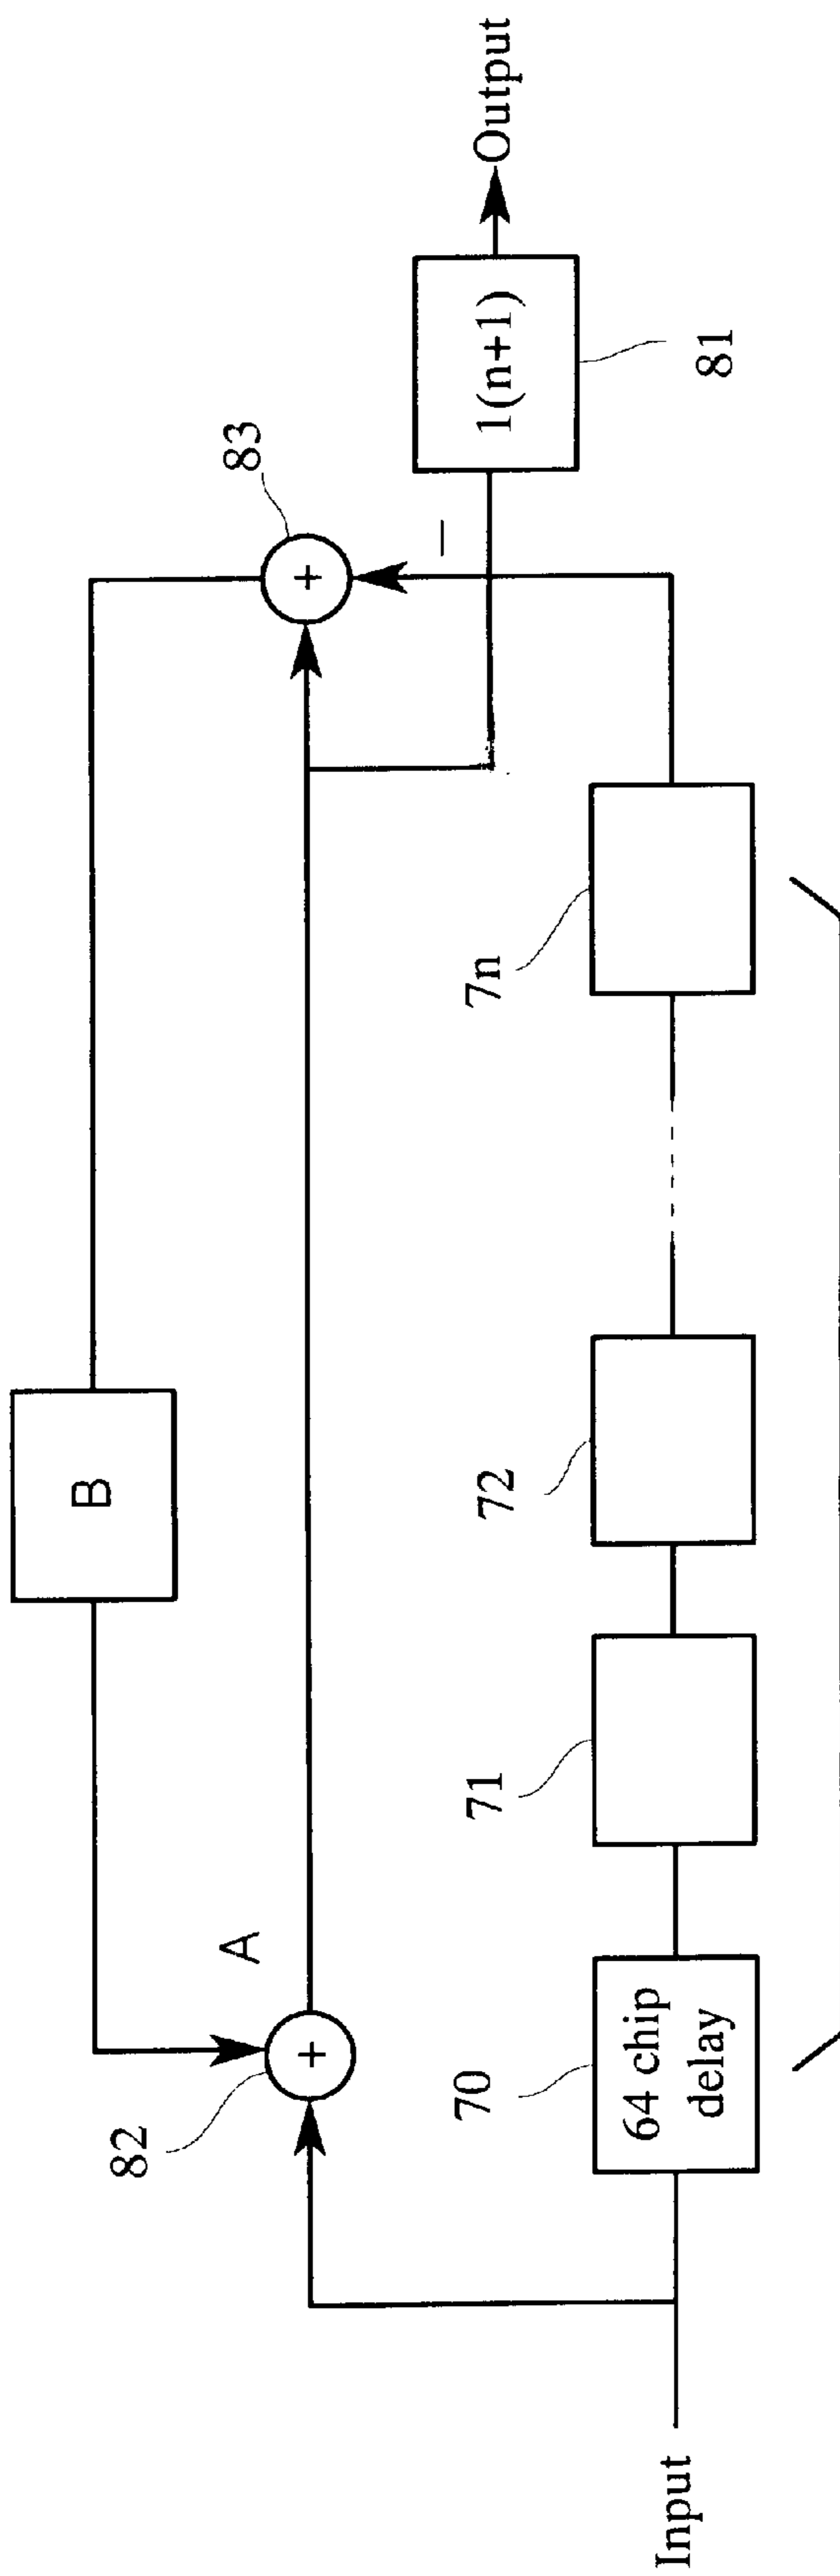 B
A
82
+
83
+
−
1(n+1)
81
Output
Input
70
64 chip
delay
71
72
7n